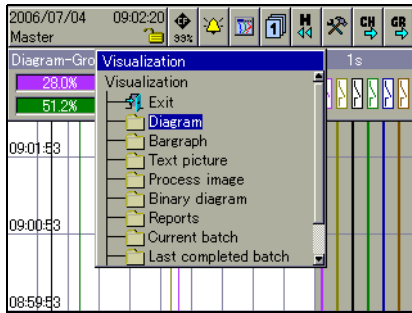 2006/07/04 09:02:20
Master
99%
1
H
CH
GR
Diagram-Gro
Visualization
1s
28.0%
51.2%
Visualization
Exit
Diagram
Bargraph
Text picture
Process image
Binary diagram
Reports
Current batch
Last completed batch
09:01:53
09:00:53
08:59:53